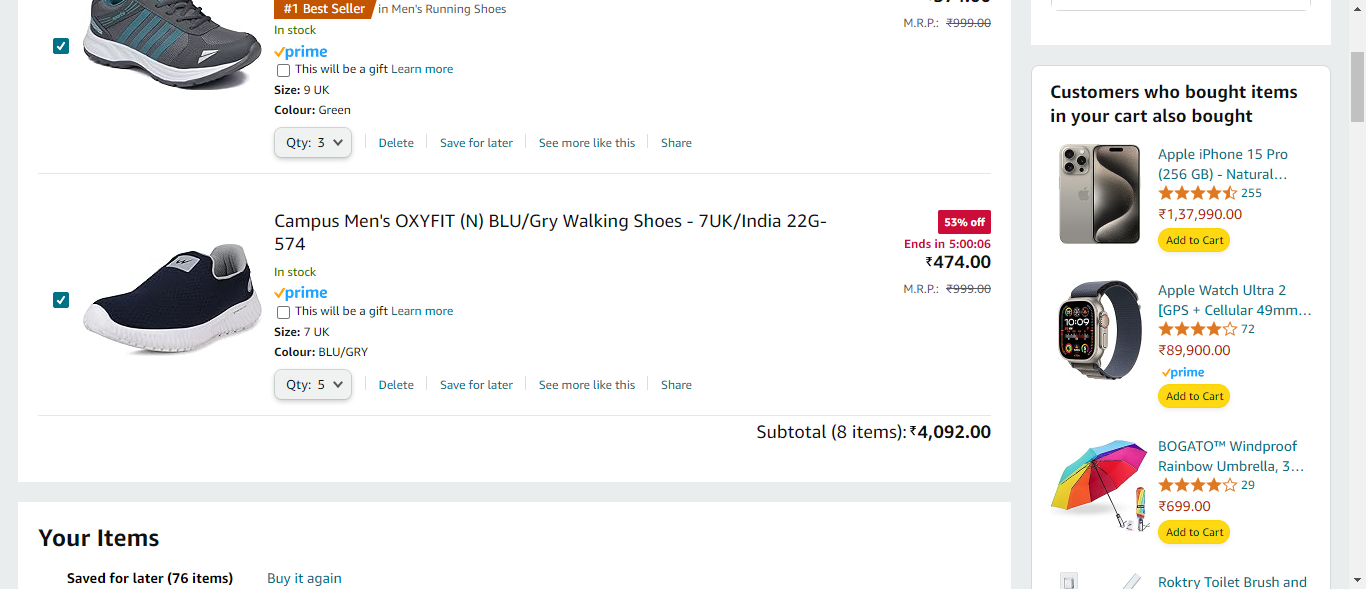 #1 Best Seller in Men's Running Shoes
In stock
prime
This will be a gift Learn more
Size: 9 UK
Colour: Green
Qty: 3 Delete Save for later See more like this Share
M.R.P.: ₹999.00
Campus Men's OXYFIT (N) BLU/Gry Walking Shoes - 7UK/India 22G-
574
In stock
prime
This will be a gift Learn more
Size: 7 UK
Colour: BLU/GRY
Qty: 5 Delete Save for later See more like this Share
53% off
Ends in 5:00:06
₹474.00
M.R.P.: ₹999.00
Subtotal (8 items): ₹4,092.00
Your Items
Saved for later (76 items) Buy it again
Customers who bought items
in your cart also bought
Apple iPhone 15 Pro
(256 GB) - Natural…
255
₹1,37,990.00
Add to Cart
Apple Watch Ultra 2
[GPS + Cellular 49mm…
72
₹89,900.00
prime
Add to Cart
BOGATO™ Windproof
Rainbow Umbrella, 3…
29
₹699.00
Add to Cart
Roktry Toilet Brush and